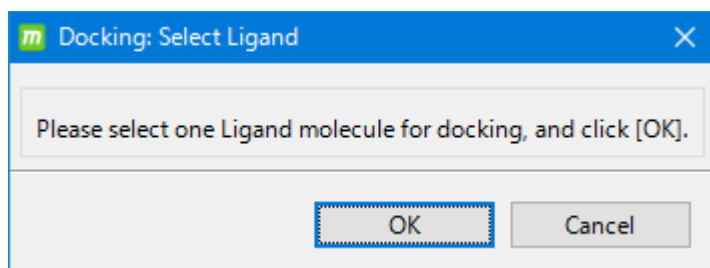 m Docking: Select Ligand
Please select one Ligand molecule for docking, and click [OK].
OK Cancel